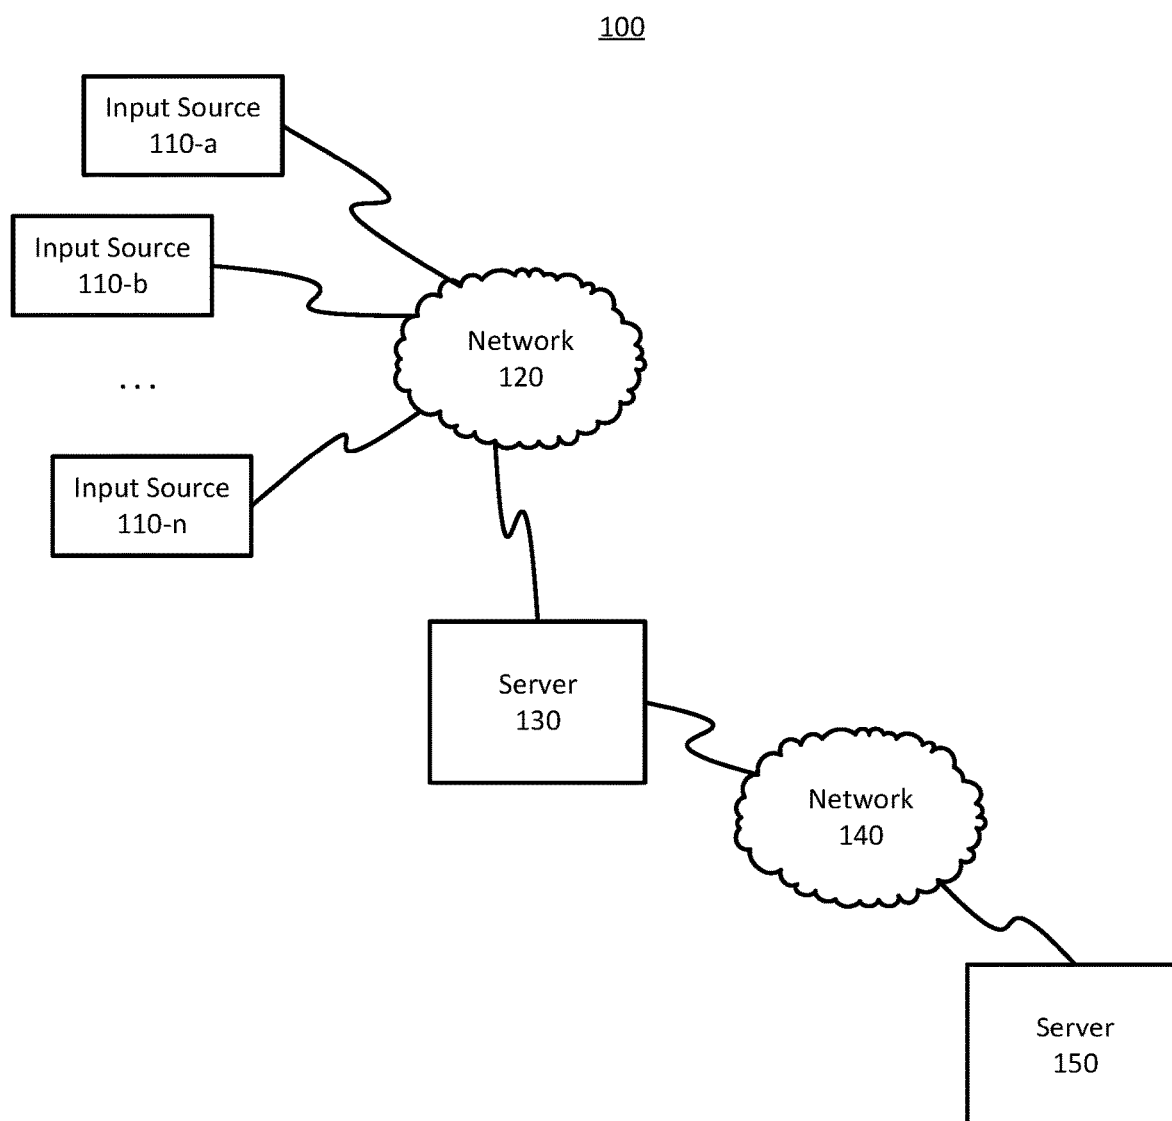 100
Input Source
110-a
Input Source
110-b
...
Input Source
110-n
Network
120
Server
130
Network
140
Server
150